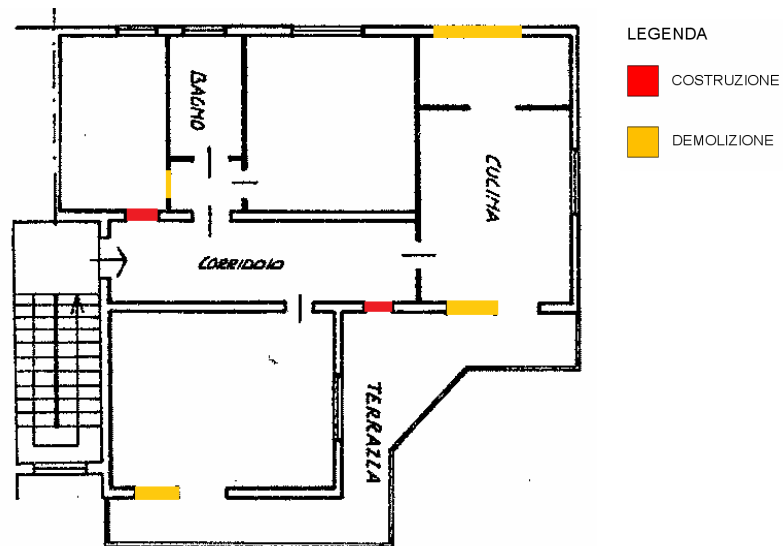 LEGENDA
COSTRUZIONE
DEMOLIZIONE
BAGNO
CUCINA
CORRIDOIO
TERRAZZA